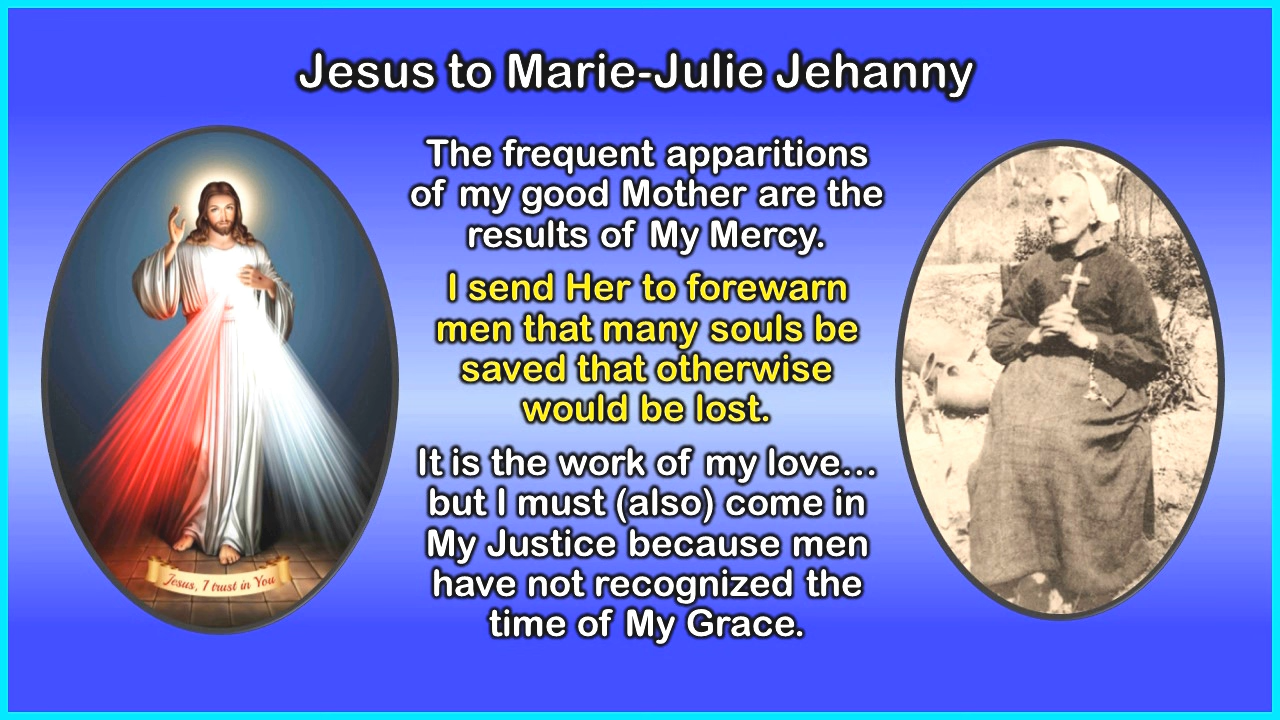 Jesus to Marie-Julie Jehanny
The frequent apparitions
of my good Mother are the
results of My Mercy.
I send Her to forewarn
men that many souls be
saved that otherwise
would be lost.
It is the work of my love...
but I must (also) come in
My Justice because men
have not recognized the
time of My Grace.
Jesus, I trust in You